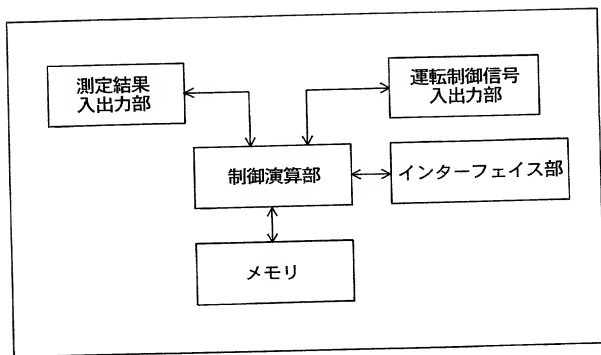 測定結果
入出力部
運転制御信号
入出力部
制御演算部
インターフェイス部
メモリ